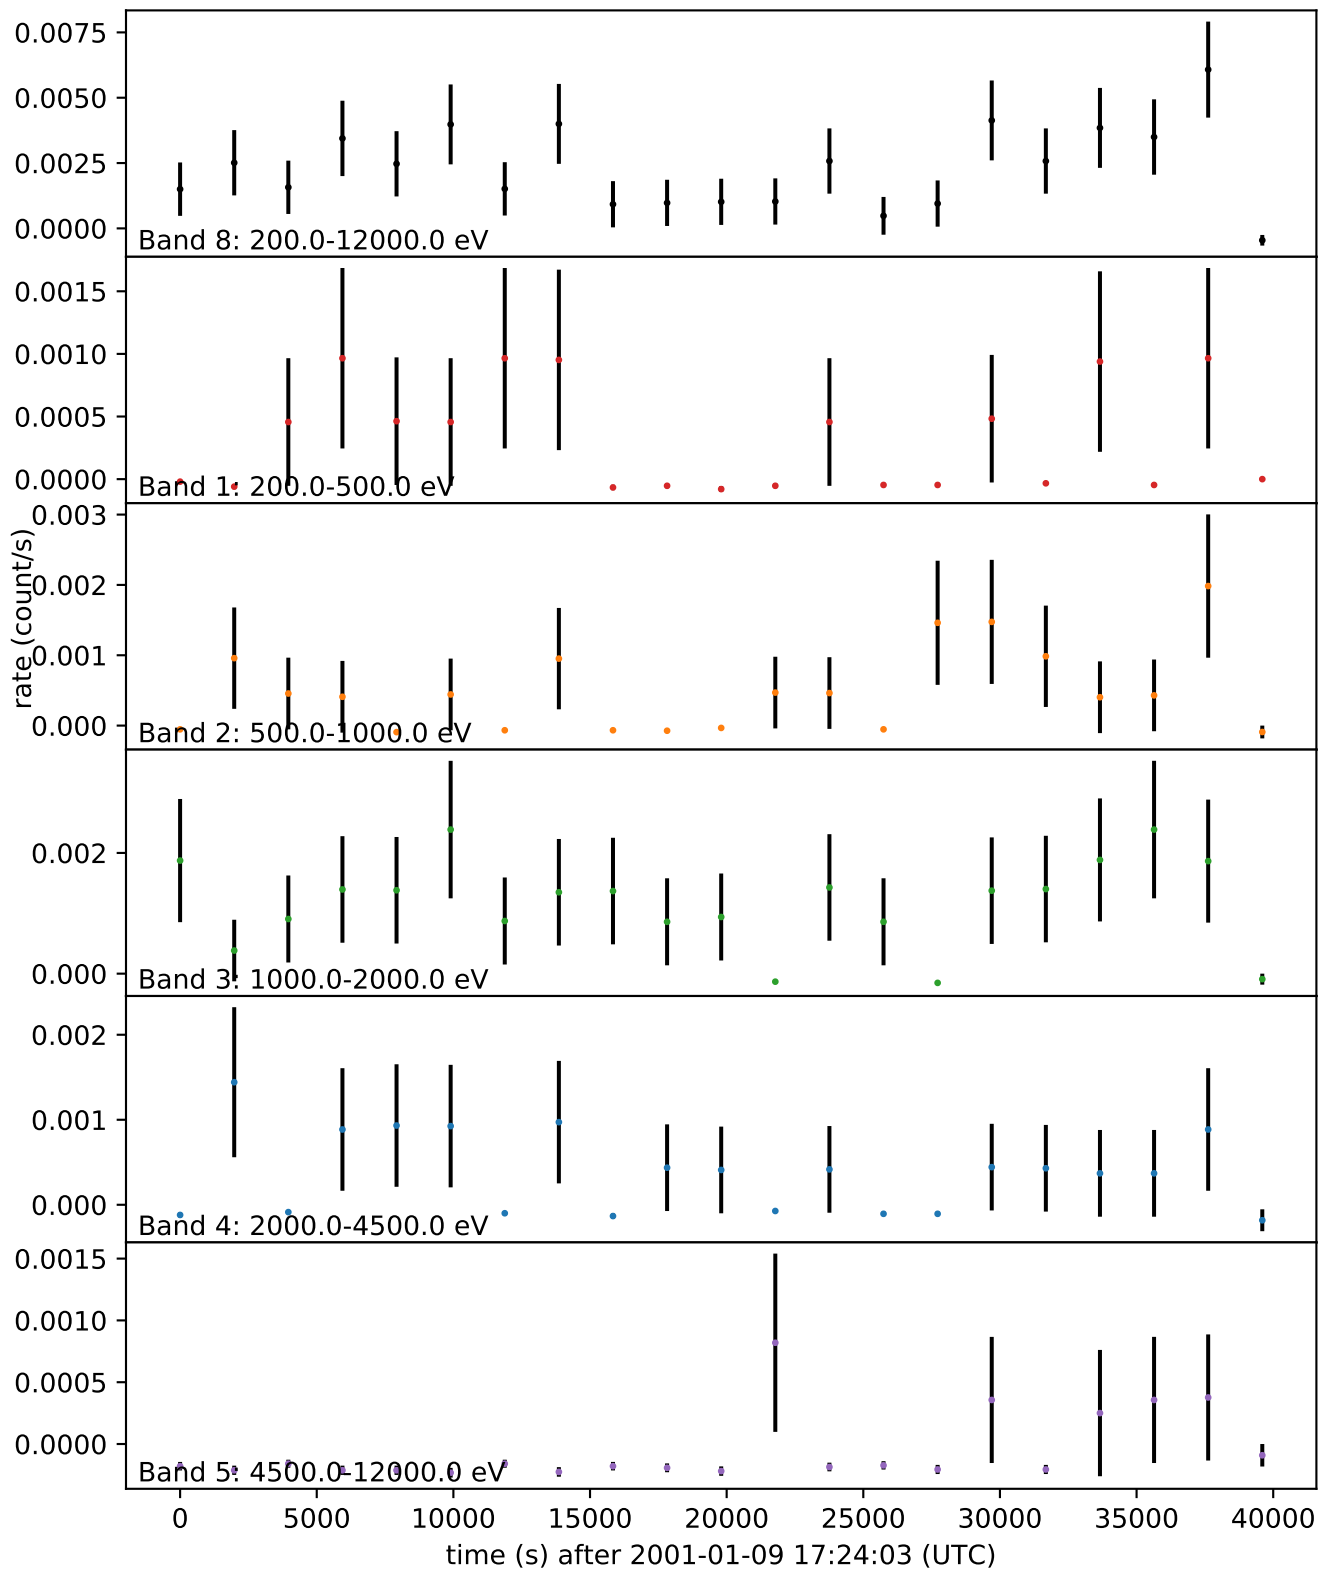 0.0075
0.0050
0.0025
0.0000
Band 8: 200.0-12000.0 eV
0.0015
0.0010
0.0005
0.0000
Band 1: 200.0-500.0 eV
rate (count/s)
0.003
0.002
0.001
0.000
Band 2: 500.0-1000.0 eV
0.002
0.000
Band 3: 1000.0-2000.0 eV
0.002
0.001
0.000
Band 4: 2000.0-4500.0 eV
0.0015
0.0010
0.0005
0.0000
Band 5: 4500.0-12000.0 eV
0 5000 10000 15000 20000 25000 30000 35000 40000
time (s) after 2001-01-09 17:24:03 (UTC)